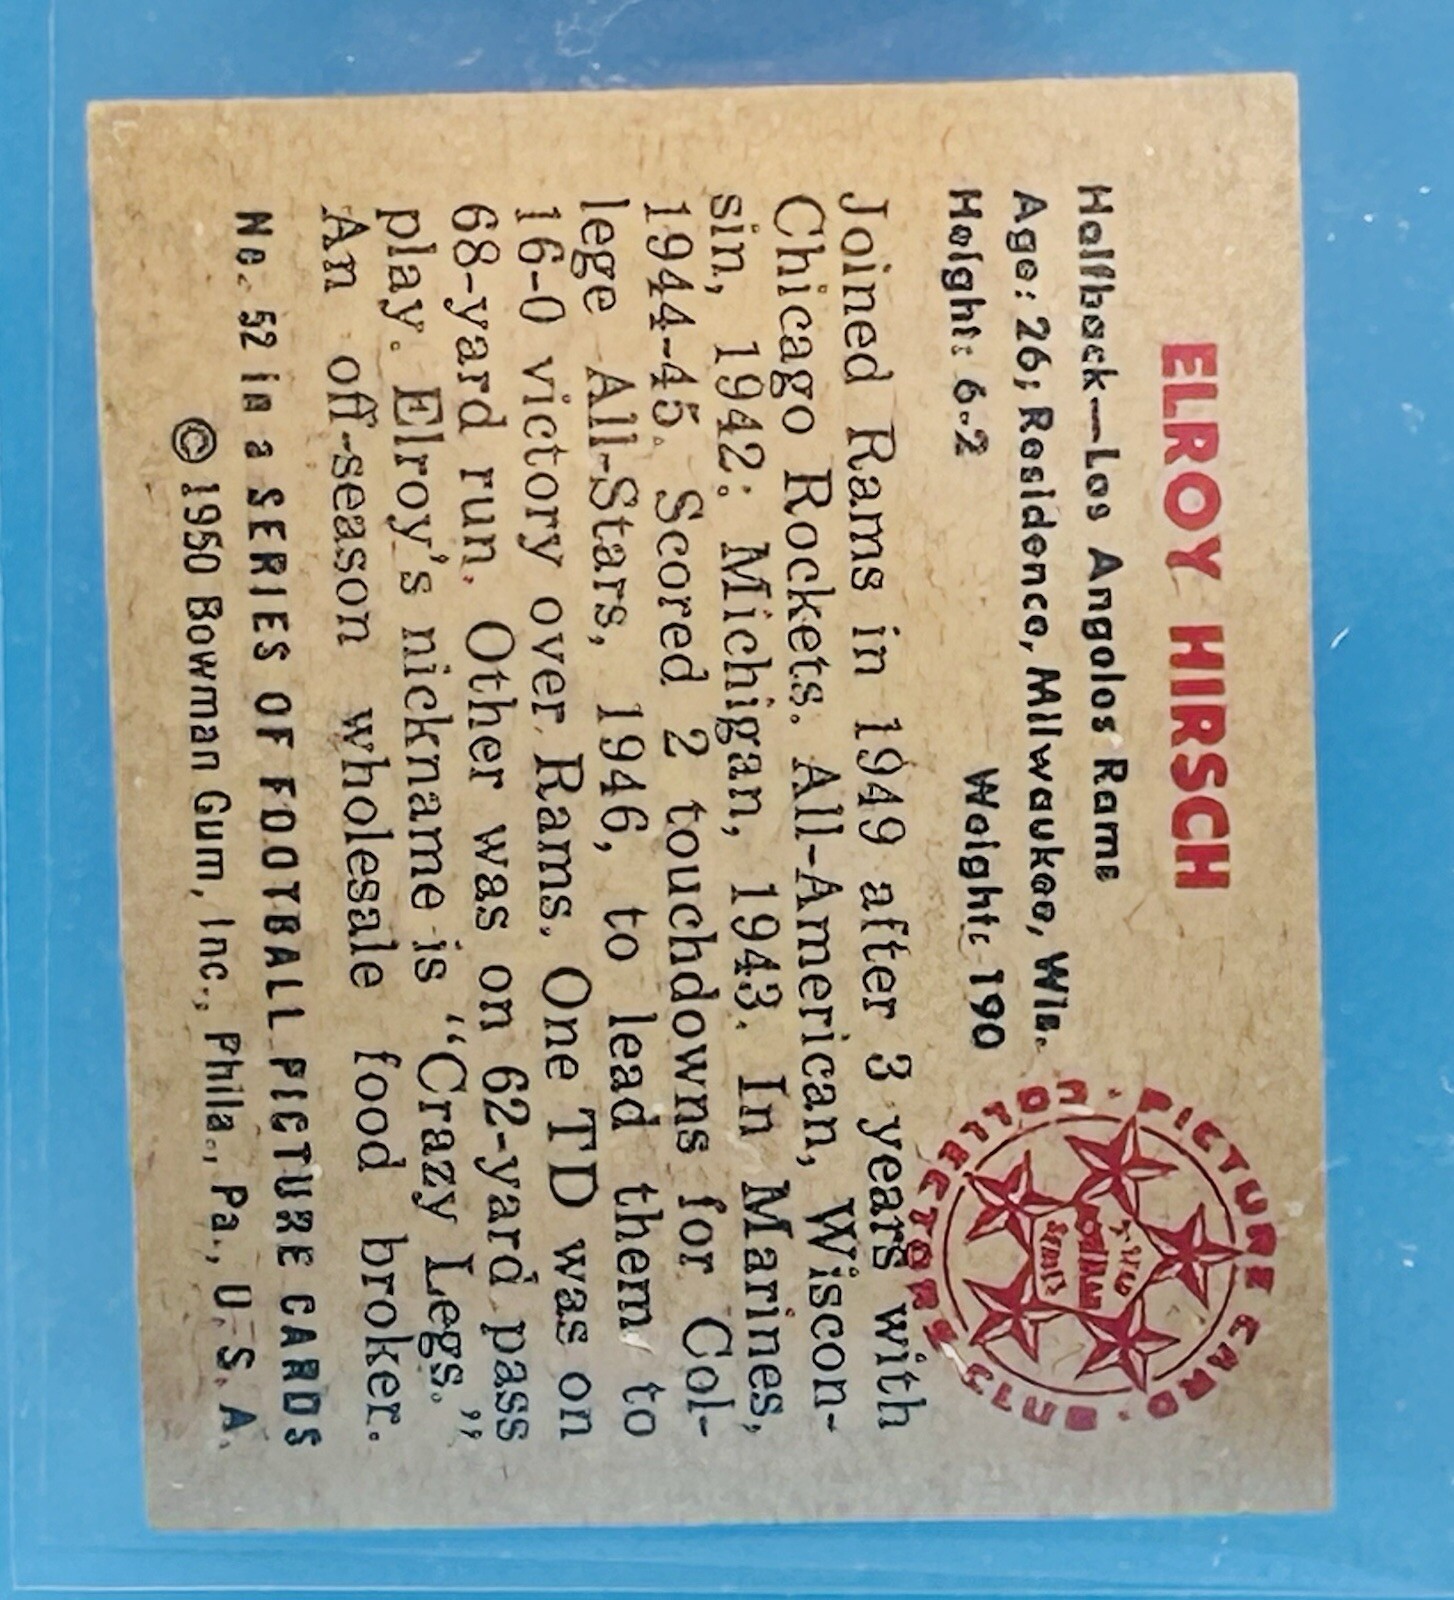 ELROY HIRSCH
Halfback—Los Angeles Rams
Age: 26; Residence, Milwaukee, Wis.
Height: 6-2 Weight: 190
Joined Rams in 1949 after 3 years with
Chicago Rockets. All-American, Wiscon-
sin, 1942; Michigan, 1943. In Marines,
1944-45. Scored 2 touchdowns for Col-
lege All-Stars, 1946, to lead them to
16-0 victory over Rams. One TD was on
68-yard run. Other was on 62-yard pass
play. Elroy's nickname is "Crazy Legs."
An off-season wholesale food broker.
No. 52 in a SERIES OF FOOTBALL PICTURE CARDS
© 1950 Bowman Gum, Inc., Phila., Pa., U. S. A.
PICTURE CARD COLLECTORS CLUB